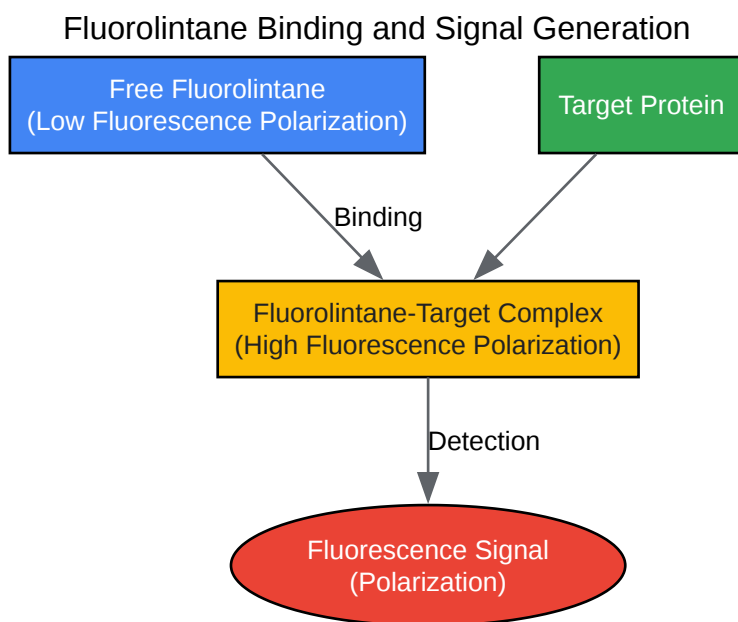 Fluorolintane Binding and Signal Generation
Free Fluorolintane
(Low Fluorescence Polarization)
Target Protein
Binding
Fluorolintane-Target Complex
(High Fluorescence Polarization)
Detection
Fluorescence Signal
(Polarization)